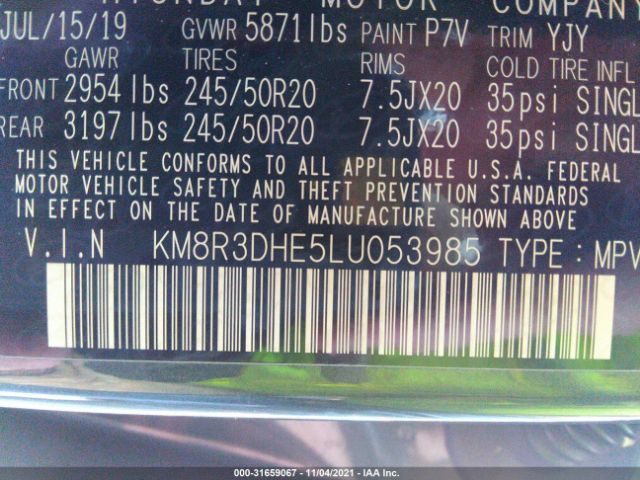 HYUNDAI MOTOR COMPANY
JUL/15/19 GVWR 5871lbs PAINT P7V TRIM YJY
GAWR TIRES RIMS COLD TIRE INFL
FRONT 2954 lbs 245/50R20 7.5JX20 35psi SINGL
REAR 3197 lbs 245/50R20 7.5JX20 35psi SINGL
THIS VEHICLE CONFORMS TO ALL APPLICABLE U.S.A. FEDERAL
MOTOR VEHICLE SAFETY AND THEFT PREVENTION STANDARDS
IN EFFECT ON THE DATE OF MANUFACTURE SHOWN ABOVE
V.I.N KM8R3DHE5LU053985 TYPE : MPV
000-31659067 - 11/04/2021 - IAA Inc.